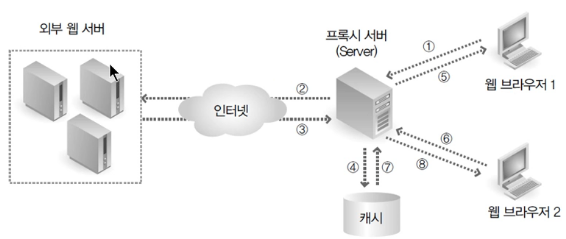 외부 웹 서버
프록시 서버
(Server)
①
⑤
웹 브라우저 1
②
인터넷
③
⑥
⑧
④
⑦
캐시
웹 브라우저 2